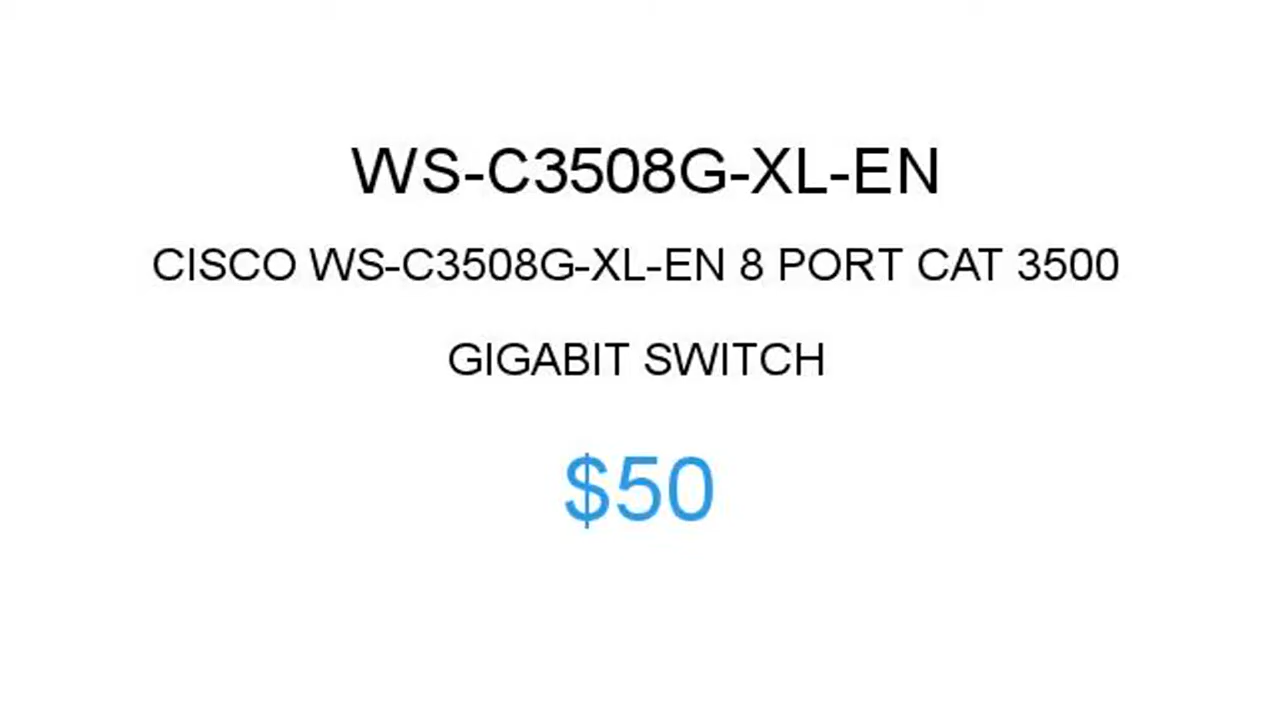 WS-C3508G-XL-EN
CISCO WS-C3508G-XL-EN 8 PORT CAT 3500
GIGABIT SWITCH
$50